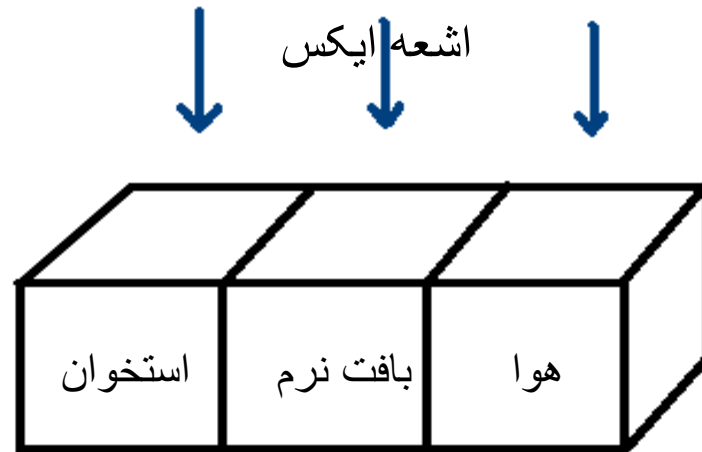 اشعه ایکس
استخوان
بافت نرم
هوا